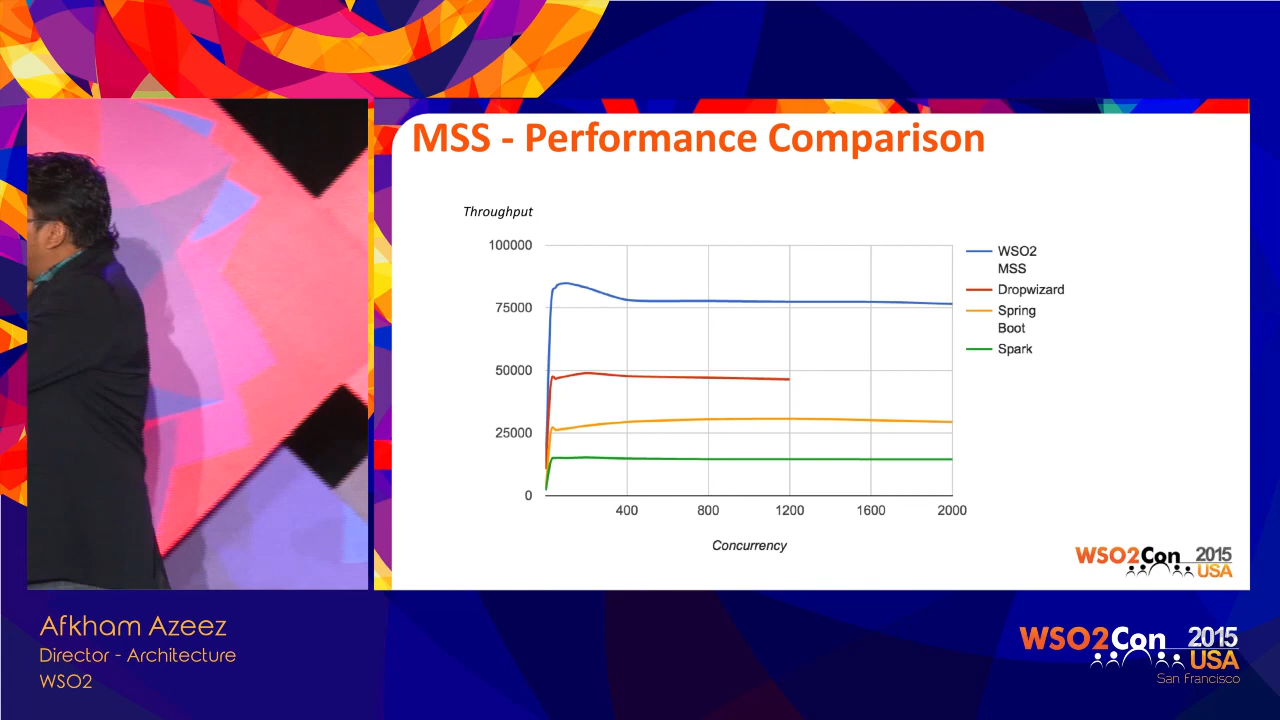 MSS - Performance Comparison
Throughput
100000
75000
50000
25000
0
400 800 1200 1600 2000
Concurrency
WSO2
MSS
Dropwizard
Spring
Boot
Spark
WSO2Con 2015
USA
Afkham Azeez
Director - Architecture
WSO2
WSO2Con 2015
USA
San Francisco